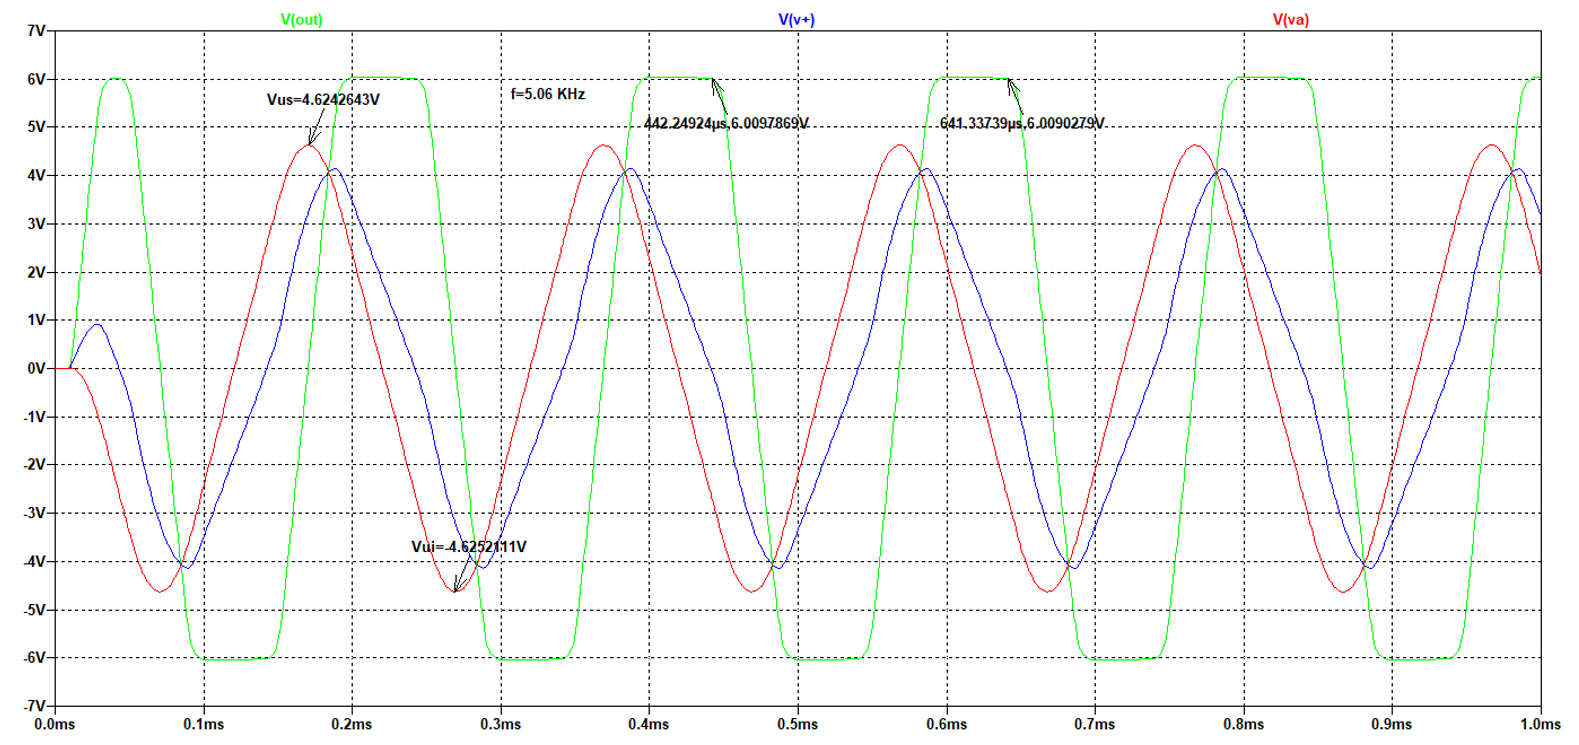 V(out) V(v+) V(va)
7V
6V
Vus=4.6242643V
f=5.06 KHz
5V
442.24924µs,6.0097869V
641.33739µs,6.0090279V
4V
3V
2V
1V
0V
-1V
-2V
-3V
Vui=-4.6252111V
-4V
-5V
-6V
-7V
0.0ms 0.1ms 0.2ms 0.3ms 0.4ms 0.5ms 0.6ms 0.7ms 0.8ms 0.9ms 1.0ms